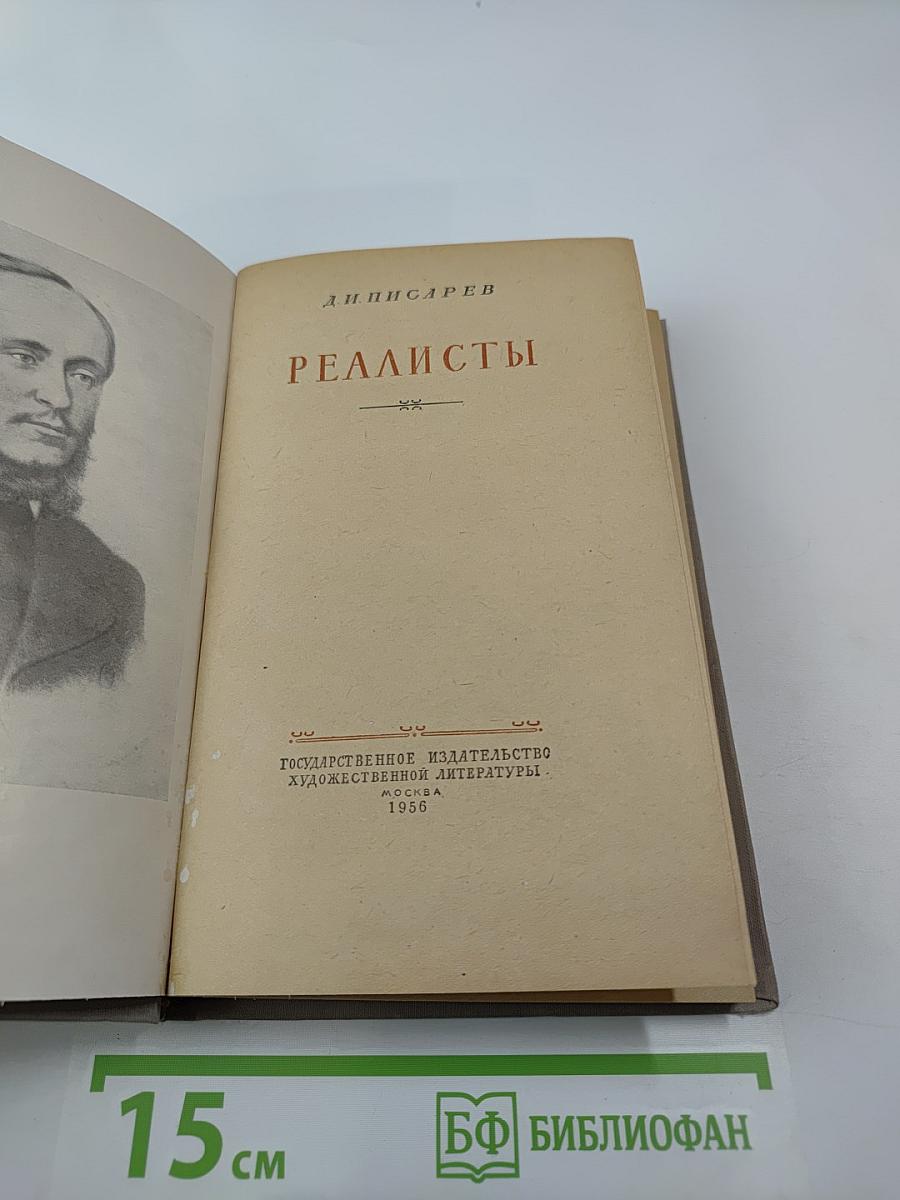 Д. И. ПИСАРЕВ
РЕАЛИСТЫ
ГОСУДАРСТВЕННОЕ ИЗДАТЕЛЬСТВО
ХУДОЖЕСТВЕННОЙ ЛИТЕРАТУРЫ
МОСКВА
1956
15 см
БФ БИБЛИОФАН